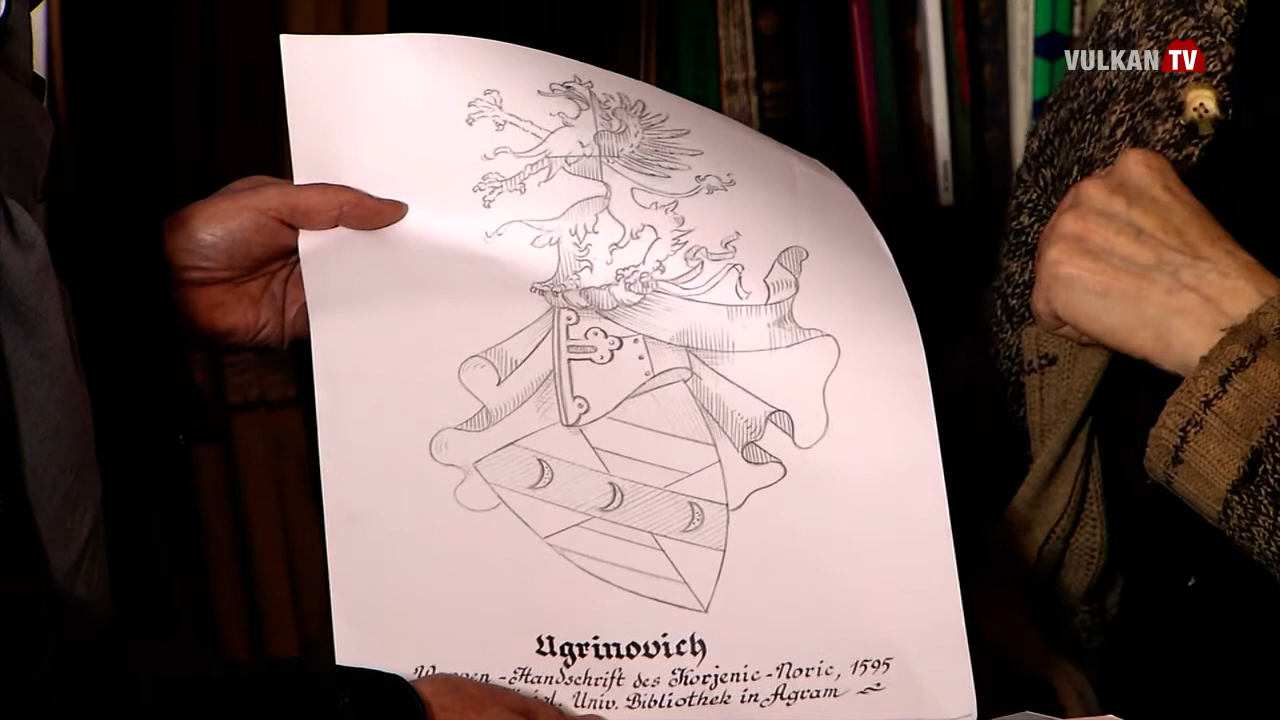 VULKAN TV
Ugrinovich
Wappen-Handschrift des Korjenic-Noric, 1595
Univ. Bibliothek in Agram